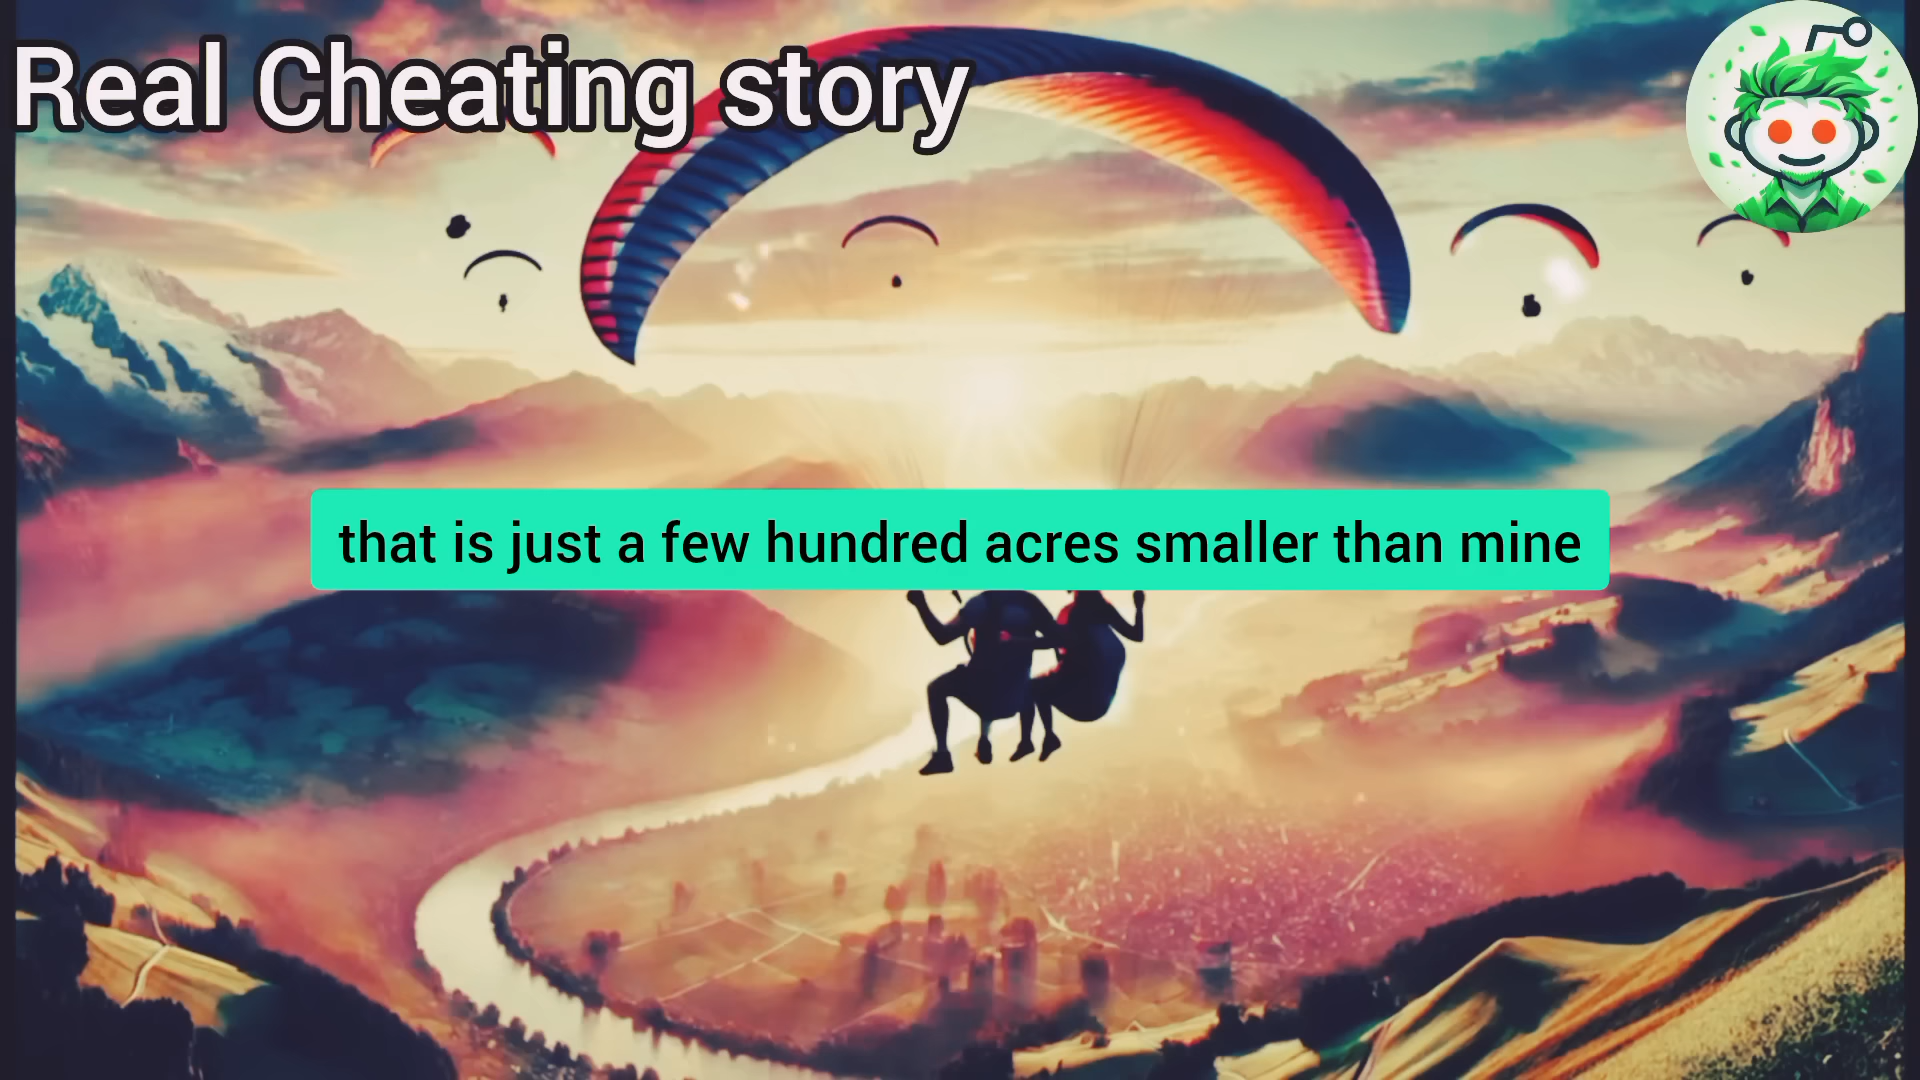 Real Cheating story
that is just a few hundred acres smaller than mine